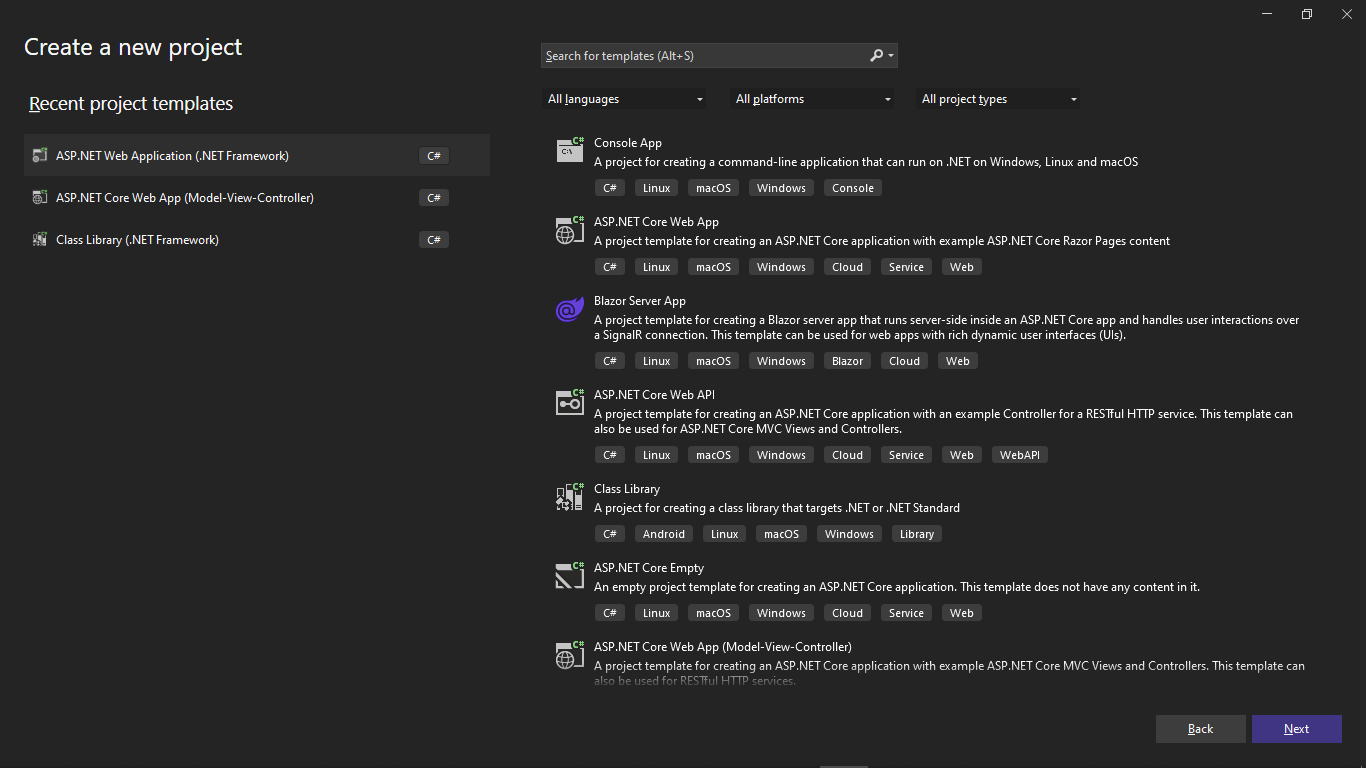 Create a new project
Recent project templates
ASP.NET Web Application (.NET Framework) C#
ASP.NET Core Web App (Model-View-Controller) C#
Class Library (.NET Framework) C#
Search for templates (Alt+S)
All languages All platforms All project types
C#
C:\
Console App
A project for creating a command-line application that can run on .NET on Windows, Linux and macOS
C# Linux macOS Windows Console
C#
ASP.NET Core Web App
A project template for creating an ASP.NET Core application with example ASP.NET Core Razor Pages content
C# Linux macOS Windows Cloud Service Web
Blazor Server App
A project template for creating a Blazor server app that runs server-side inside an ASP.NET Core app and handles user interactions over
a SignalR connection. This template can be used for web apps with rich dynamic user interfaces (UIs).
C# Linux macOS Windows Blazor Cloud Web
C#
ASP.NET Core Web API
A project template for creating an ASP.NET Core application with an example Controller for a RESTful HTTP service. This template can
also be used for ASP.NET Core MVC Views and Controllers.
C# Linux macOS Windows Cloud Service Web WebAPI
C#
Class Library
A project for creating a class library that targets .NET or .NET Standard
C# Android Linux macOS Windows Library
C#
ASP.NET Core Empty
An empty project template for creating an ASP.NET Core application. This template does not have any content in it.
C# Linux macOS Windows Cloud Service Web
C#
ASP.NET Core Web App (Model-View-Controller)
A project template for creating an ASP.NET Core application with example ASP.NET Core MVC Views and Controllers. This template can
also be used for RESTful HTTP services.
Back Next